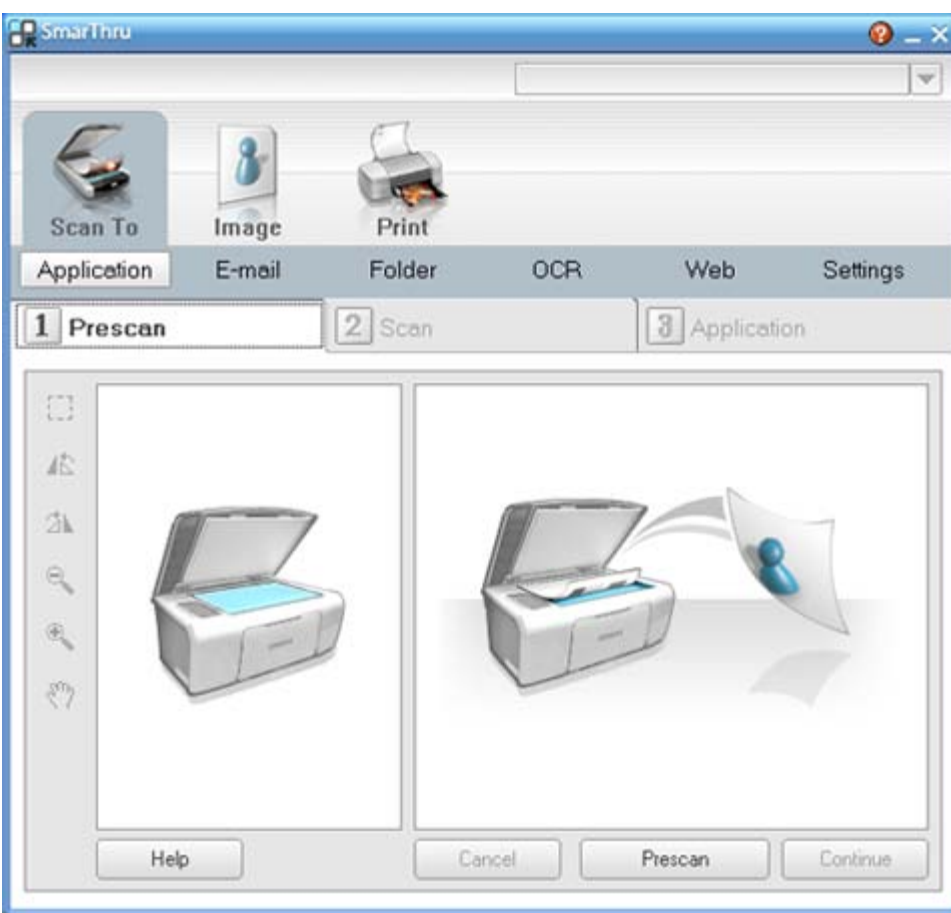 SmarThru
Scan To Image Print
Application E-mail Folder OCR Web Settings
1 Prescan 2 Scan 3 Application
Help Cancel Prescan Continue